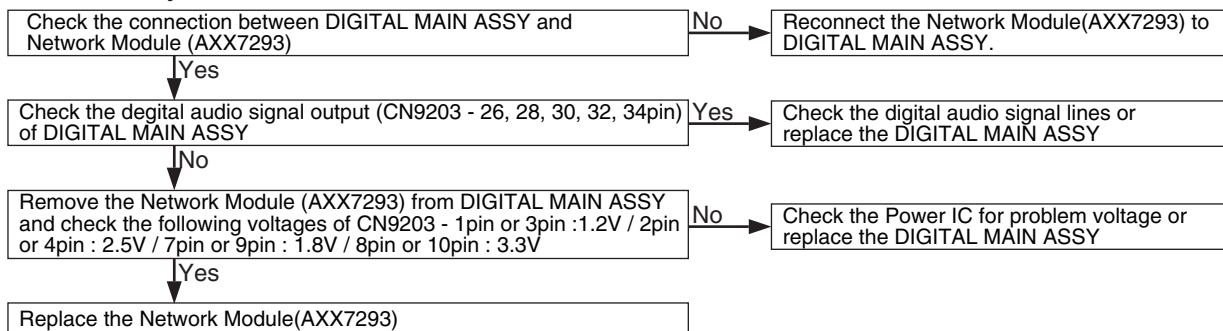 Check the connection between DIGITAL MAIN ASSY and
Network Module (AXX7293)
No
Reconnect the Network Module(AXX7293) to
DIGITAL MAIN ASSY.
Yes
Check the degital audio signal output (CN9203 - 26, 28, 30, 32, 34pin)
of DIGITAL MAIN ASSY
Yes
Check the digital audio signal lines or
replace the DIGITAL MAIN ASSY
No
Remove the Network Module (AXX7293) from DIGITAL MAIN ASSY
and check the following voltages of CN9203 - 1pin or 3pin :1.2V / 2pin
or 4pin : 2.5V / 7pin or 9pin : 1.8V / 8pin or 10pin : 3.3V
No
Check the Power IC for problem voltage or
replace the DIGITAL MAIN ASSY
Yes
Replace the Network Module(AXX7293)